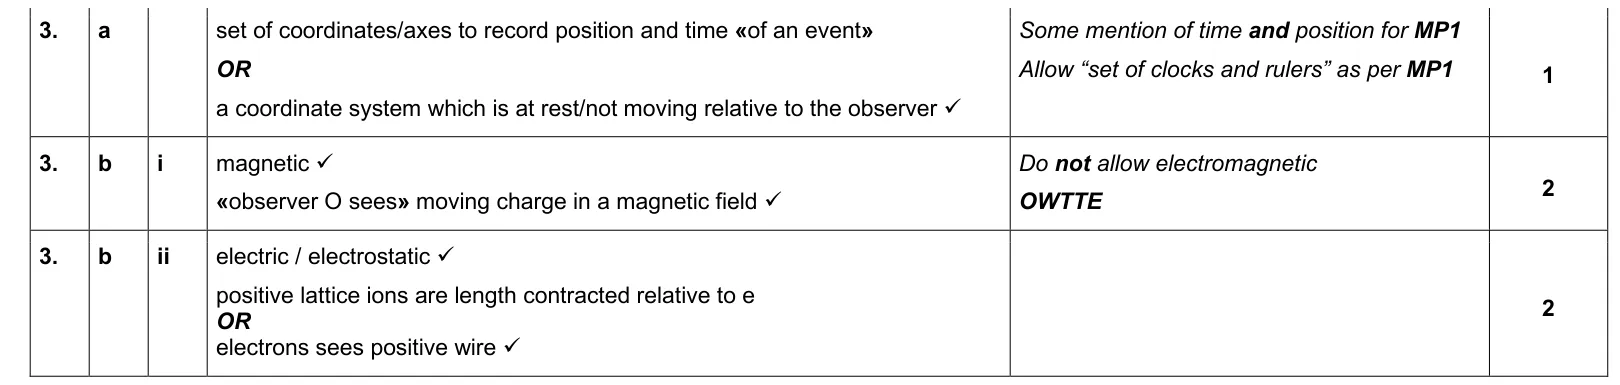 3. a set of coordinates/axes to record position and time «of an event» Some mention of time and position for MP1
OR Allow “set of clocks and rulers” as per MP1 1
a coordinate system which is at rest/not moving relative to the observer ✓
3. b i magnetic ✓ Do not allow electromagnetic 2
«observer O sees» moving charge in a magnetic field ✓ OWTTE
3. b ii electric / electrostatic ✓
positive lattice ions are length contracted relative to e 2
OR
electrons sees positive wire ✓